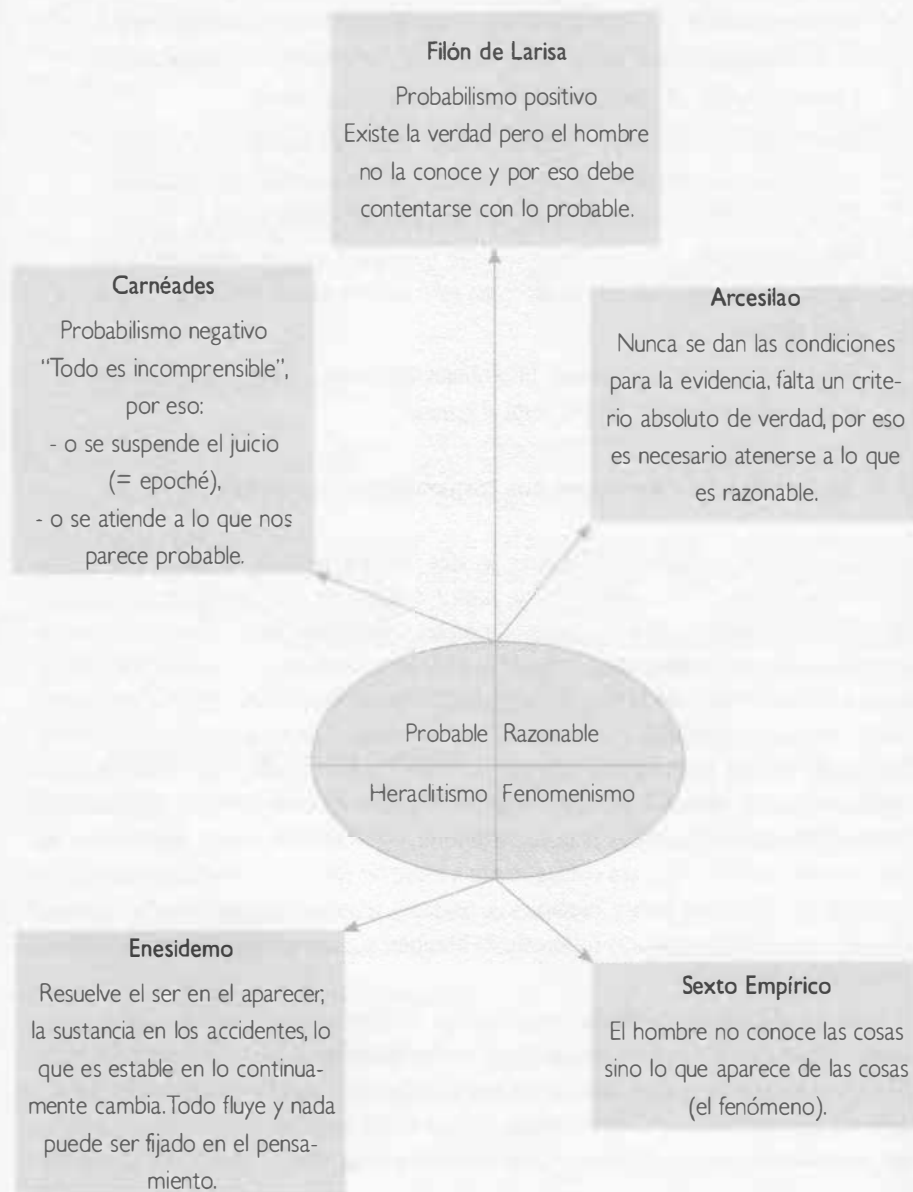 Filón de Larisa
Probabilismo positivo
Existe la verdad pero el hombre
no la conoce y por eso debe
contentarse con lo probable.
Carnéades
Probabilismo negativo
“Todo es incomprensible”,
por eso:
- o se suspende el juicio
(= epoché),
- o se atiende a lo que nos
parece probable.
Arcesilao
Nunca se dan las condiciones
para la evidencia, falta un crite-
rio absoluto de verdad, por eso
es necesario atenerse a lo que
es razonable.
Probable Razonable
Heraclitismo Fenomenismo
Enesidemo
Resuelve el ser en el aparecer;
la sustancia en los accidentes, lo
que es estable en lo continua-
mente cambia. Todo fluye y nada
puede ser fijado en el pensa-
miento.
Sexto Empírico
El hombre no conoce las cosas
sino lo que aparece de las cosas
(el fenómeno).